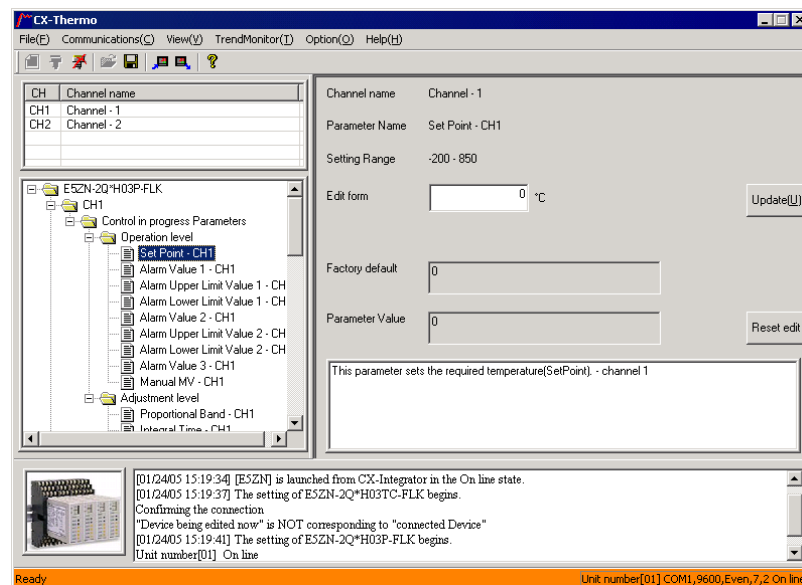 CX-Thermo
File(F) Communications(C) View(V) TrendMonitor(T) Option(O) Help(H)
CH Channel name
CH1 Channel - 1
CH2 Channel - 2
E5ZN-2Q*H03P-FLK
CH1
Control in progress Parameters
Operation level
Set Point - CH1
Alarm Value 1 - CH1
Alarm Upper Limit Value 1 - CH
Alarm Lower Limit Value 1 - CH
Alarm Value 2 - CH1
Alarm Upper Limit Value 2 - CH
Alarm Lower Limit Value 2 - CH
Alarm Value 3 - CH1
Manual MV - CH1
Adjustment level
Proportional Band - CH1
Integral Time - CH1
Channel name Channel - 1
Parameter Name Set Point - CH1
Setting Range -200 - 850
Edit form 0 °C
Update(U)
Factory default 0
Parameter Value 0
Reset edit
This parameter sets the required temperature(SetPoint). - channel 1
[01/24/05 15:19:34] [E5ZN] is launched from CX-Integrator in the On line state.
[01/24/05 15:19:37] The setting of E5ZN-2Q*H03TC-FLK begins.
Confirming the connection
"Device being edited now" is NOT corresponding to "connected Device"
[01/24/05 15:19:41] The setting of E5ZN-2Q*H03P-FLK begins.
Unit number[01] On line
Ready Unit number[01] COM1,9600,Even,7,2 On line